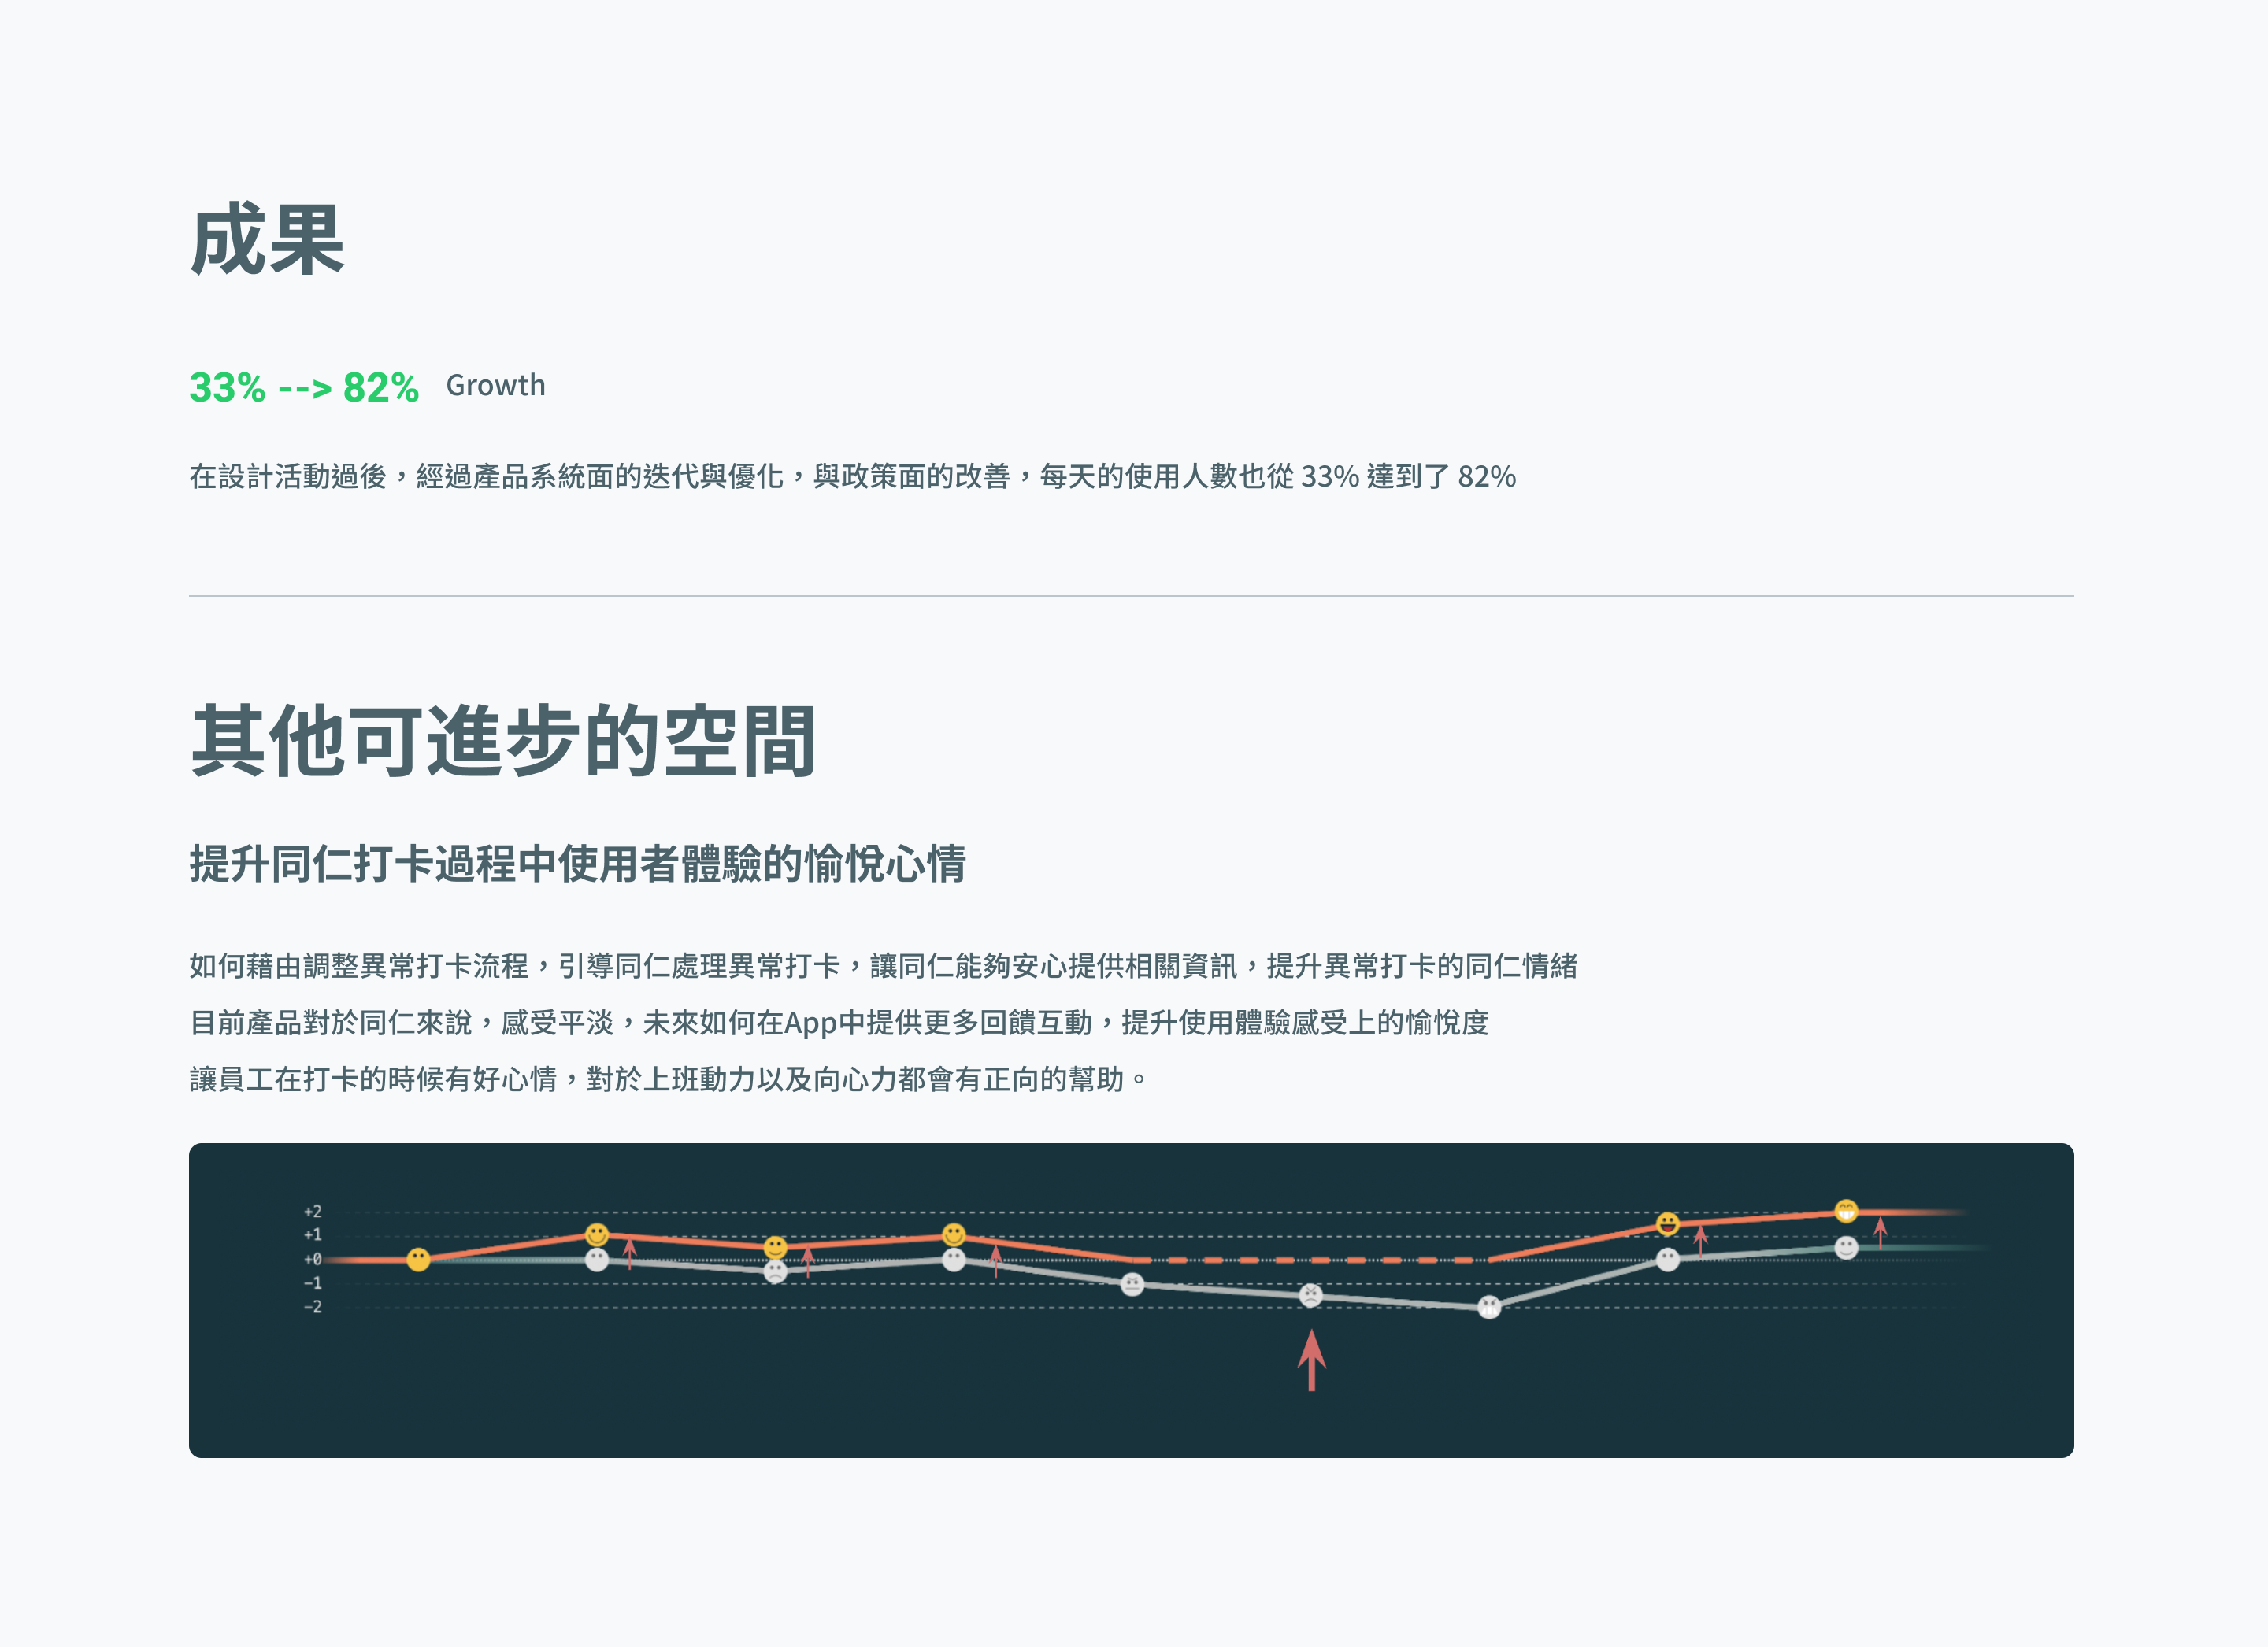 成果
33% --> 82% Growth
在設計活動過後，經過產品系統面的迭代與優化，與政策面的改善，每天的使用人數也從 33% 達到了 82%
其他可進步的空間
提升同仁打卡過程中使用者體驗的愉悅心情
如何藉由調整異常打卡流程，引導同仁處理異常打卡，讓同仁能夠安心提供相關資訊，提升異常打卡的同仁情緒
目前產品對於同仁來說，感受平淡，未來如何在App中提供更多回饋互動，提升使用體驗感受上的愉悅度
讓員工在打卡的時候有好心情，對於上班動力以及向心力都會有正向的幫助。
+2
+1
+0
−1
−2